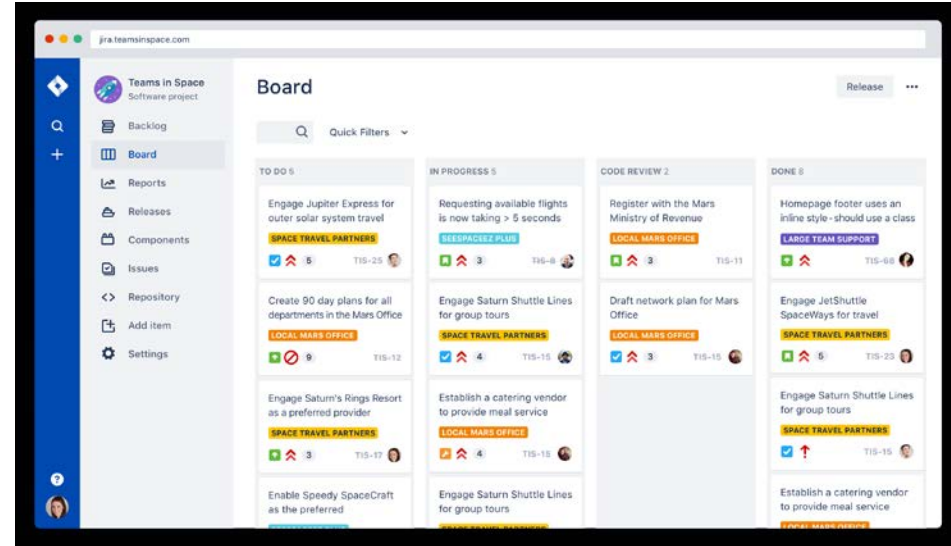 jira.teamsinspace.com
Teams in Space
Software project
Backlog
Board
Reports
Releases
Components
Issues
Repository
Add item
Settings
Board
Release
Quick Filters
TO DO 5
Engage Jupiter Express for
outer solar system travel
SPACE TRAVEL PARTNERS
5
TIS-25
Create 90 day plans for all
departments in the Mars Office
LOCAL MARS OFFICE
9
TIS-12
Engage Saturn's Rings Resort
as a preferred provider
SPACE TRAVEL PARTNERS
3
TIS-17
Enable Speedy SpaceCraft
as the preferred
IN PROGRESS 5
Requesting available flights
is now taking > 5 seconds
SEESPACEEZ PLUS
3
TIS-8
Engage Saturn Shuttle Lines
for group tours
SPACE TRAVEL PARTNERS
4
TIS-15
Establish a catering vendor
to provide meal service
LOCAL MARS OFFICE
4
TIS-15
Engage Saturn Shuttle Lines
for group tours
SPACE TRAVEL PARTNERS
CODE REVIEW 2
Register with the Mars
Ministry of Revenue
LOCAL MARS OFFICE
3
TIS-11
Draft network plan for Mars
Office
LOCAL MARS OFFICE
3
TIS-15
DONE 8
Homepage footer uses an
inline style-should use a class
LARGE TEAM SUPPORT
TIS-68
Engage JetShuttle
SpaceWays for travel
SPACE TRAVEL PARTNERS
5
TIS-23
Engage Saturn Shuttle Lines
for group tours
SPACE TRAVEL PARTNERS
TIS-15
Establish a catering vendor
to provide meal service
LOCAL MARS OFFICE